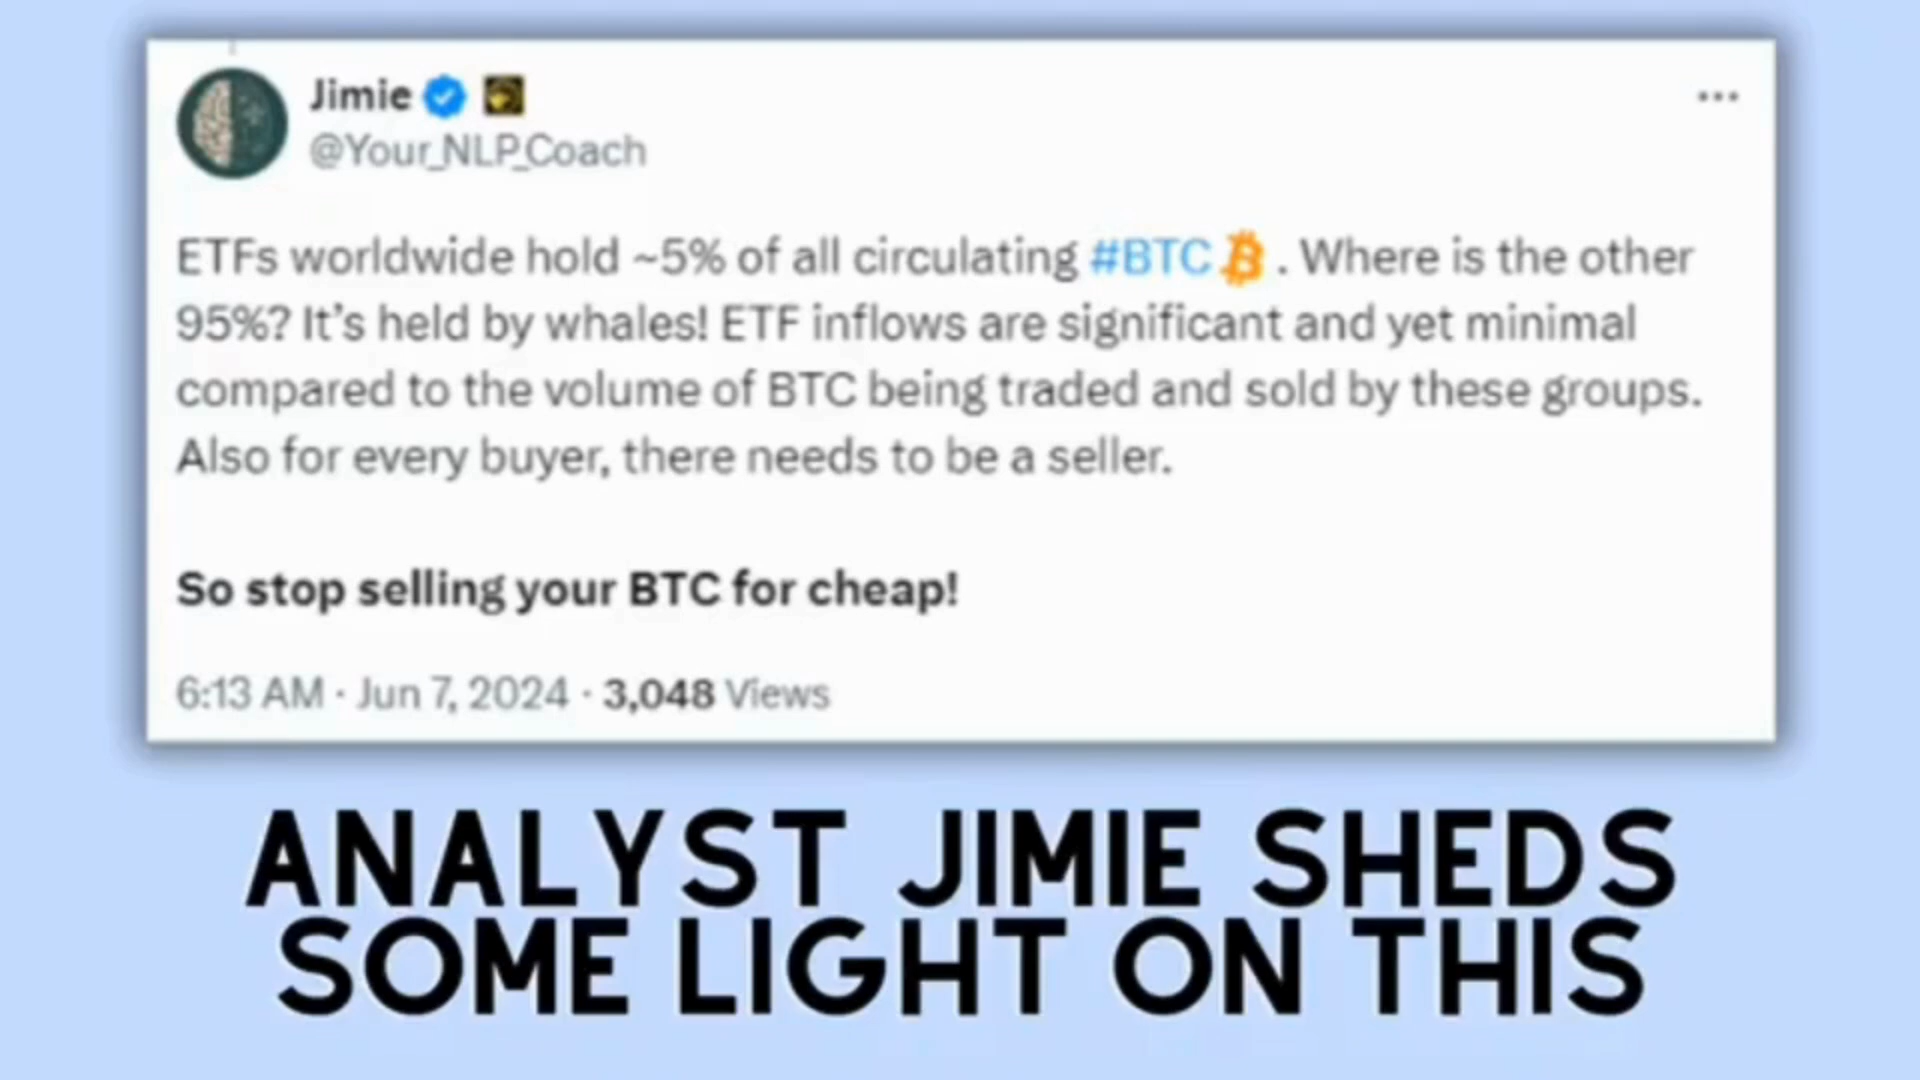 Jimie
@Your_NLP_Coach
ETFs worldwide hold ~5% of all circulating #BTC. Where is the other
95%? It's held by whales! ETF inflows are significant and yet minimal
compared to the volume of BTC being traded and sold by these groups.
Also for every buyer, there needs to be a seller.
So stop selling your BTC for cheap!
6:13 AM · Jun 7, 2024 · 3,048 Views
ANALYST JIMIE SHEDS
SOME LIGHT ON THIS